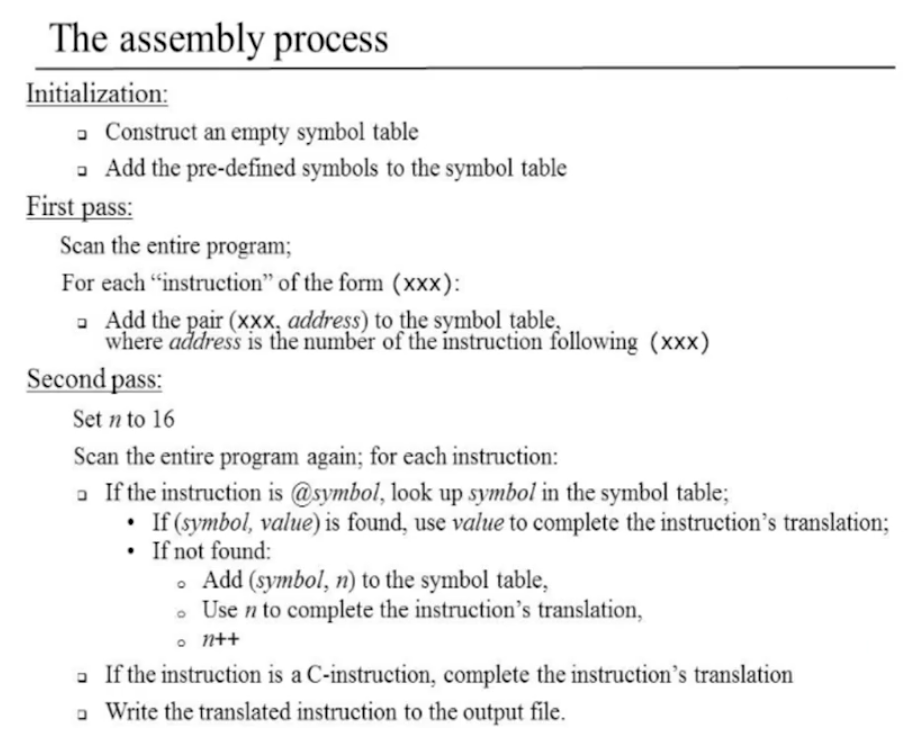 The assembly process
Initialization:
❑ Construct an empty symbol table
❑ Add the pre-defined symbols to the symbol table
First pass:
Scan the entire program;
For each “instruction” of the form (xxx):
❑ Add the pair (xxx, address) to the symbol table,
where address is the number of the instruction following (xxx)
Second pass:
Set n to 16
Scan the entire program again; for each instruction:
❑ If the instruction is @symbol, look up symbol in the symbol table;
• If (symbol, value) is found, use value to complete the instruction’s translation;
• If not found:
○ Add (symbol, n) to the symbol table,
○ Use n to complete the instruction’s translation,
○ n++
❑ If the instruction is a C-instruction, complete the instruction’s translation
❑ Write the translated instruction to the output file.